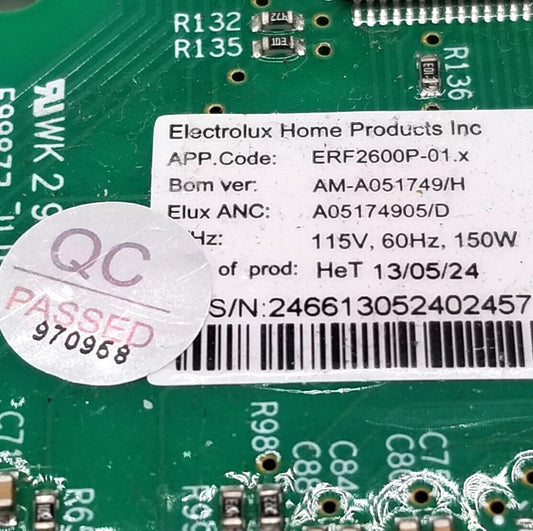 R132
R135
R136
Electrolux Home Products Inc
APP.Code: ERF2600P-01.x
Bom ver: AM-A051749/H
Elux ANC: A05174905/D
Hz: 115V, 60Hz, 150W
of prod: HeT 13/05/24
S/N:246613052402457
QC
PASSED
970968
WK29
R98
C84